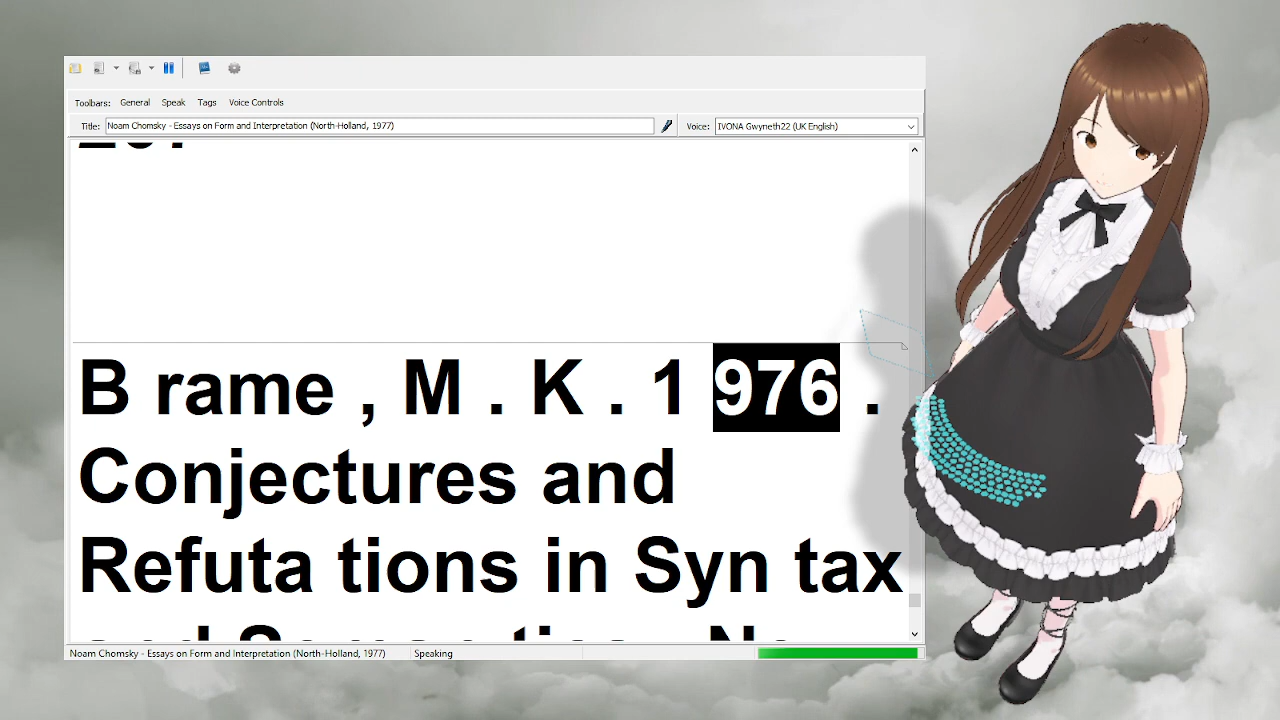 Toolbars: General Speak Tags Voice Controls
Title: Noam Chomsky - Essays on Form and Interpretation (North-Holland, 1977) Voice: IVONA Gwyneth22 (UK English)
B rame , M . K . 1 976 .
Conjectures and
Refuta tions in Syn tax
Noam Chomsky - Essays on Form and Interpretation (North-Holland, 1977) Speaking